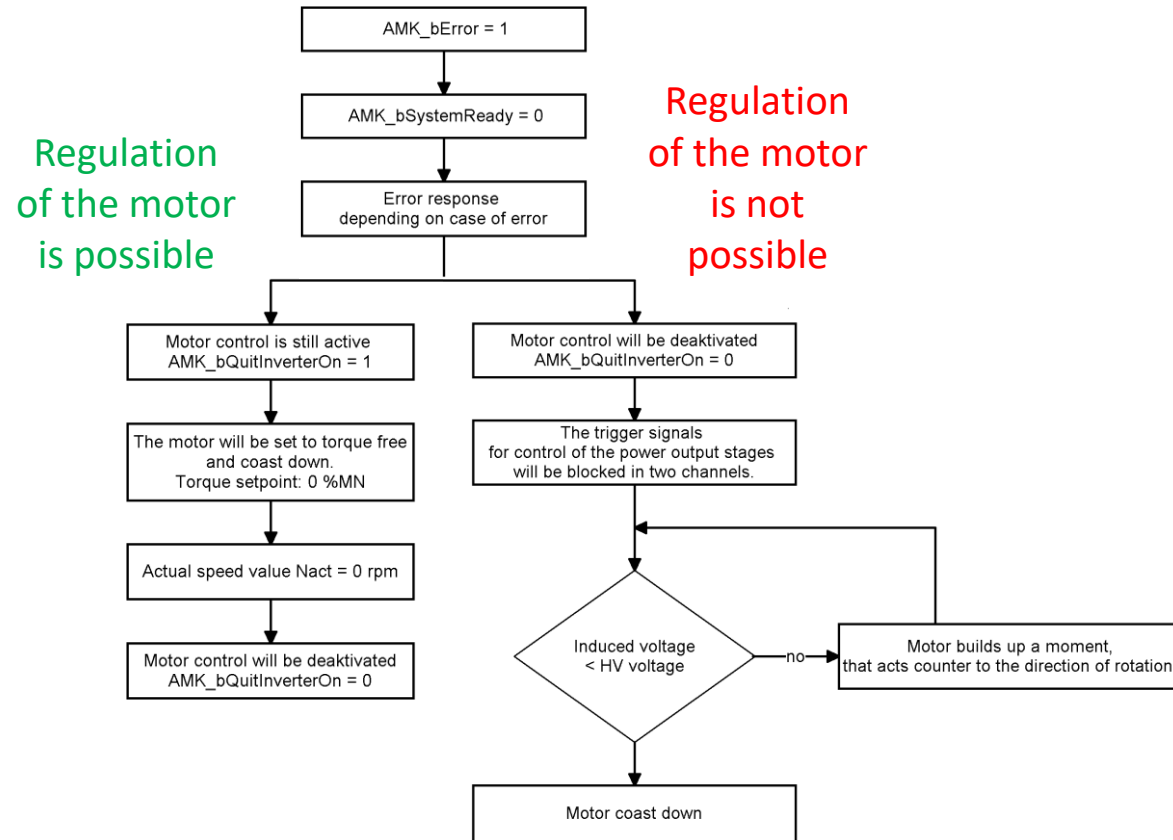 AMK_bError = 1
AMK_bSystemReady = 0
Error response
depending on case of error
Regulation
of the motor
is possible
Regulation
of the motor
is not
possible
Motor control is still active
AMK_bQuitInverterOn = 1
The motor will be set to torque free
and coast down.
Torque setpoint: 0 %MN
Actual speed value Nact = 0 rpm
Motor control will be deaktivated
AMK_bQuitInverterOn = 0
Motor control will be deaktivated
AMK_bQuitInverterOn = 0
The trigger signals
for control of the power output stages
will be blocked in two channels.
Induced voltage
< HV voltage
no
Motor builds up a moment,
that acts counter to the direction of rotation
Motor coast down